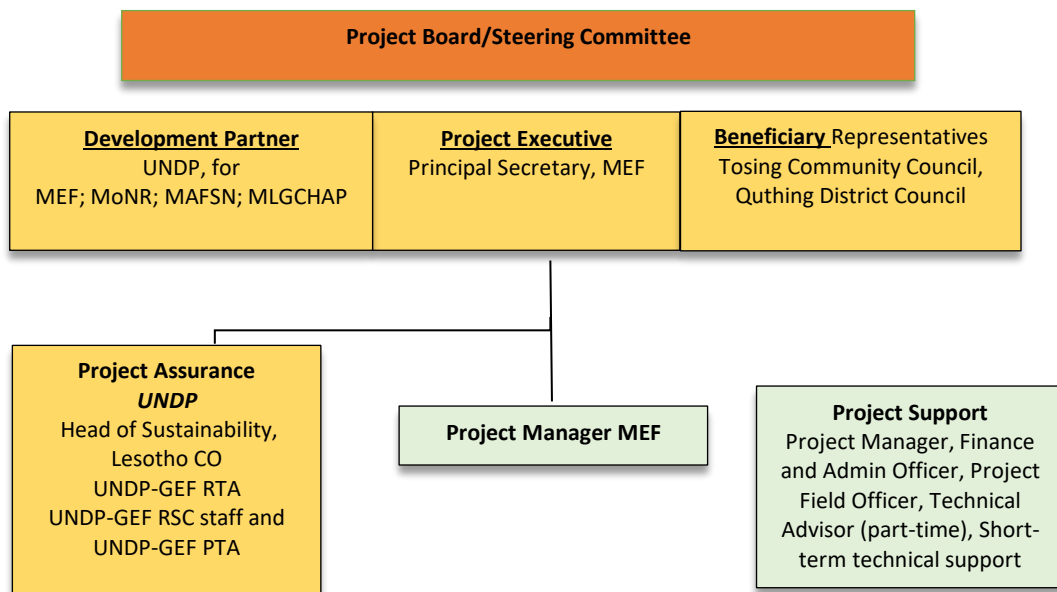 Project Board/Steering Committee
Development Partner
UNDP, for
MEF; MoNR; MAFSN; MLGCHAP
Project Executive
Principal Secretary, MEF
Beneficiary Representatives
Tosing Community Council,
Quthing District Council
Project Assurance
UNDP
Head of Sustainability,
Lesotho CO
UNDP-GEF RTA
UNDP-GEF RSC staff and
UNDP-GEF PTA
Project Manager MEF
Project Support
Project Manager, Finance
and Admin Officer, Project
Field Officer, Technical
Advisor (part-time), Short-
term technical support